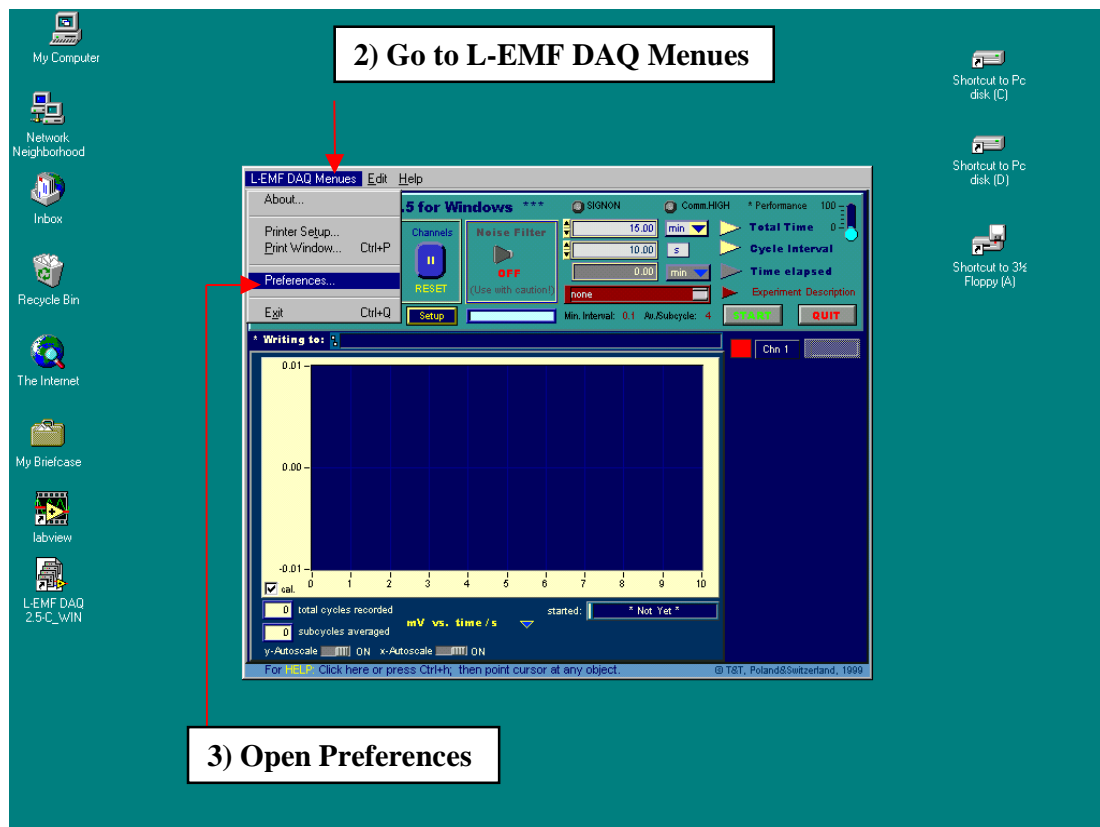 2) Go to L-EMF DAQ Menues
My Computer
Network
Neighborhood
Inbox
Recycle Bin
The Internet
My Briefcase
labview
L-EMF DAQ
2.5-C_WIN
Shortcut to Pc
disk (C)
Shortcut to Pc
disk (D)
Shortcut to 3½
Floppy (A)
L-EMF DAQ Menues Edit Help
About...
Printer Setup...
Print Window... Ctrl+P
Preferences...
Exit Ctrl+Q
.5 for Windows ***
SIGNON
Comm.HIGH
* Performance 100
0
Channels
RESET
Setup
Noise Filter
OFF
(Use with caution!)
15.00 min Total Time
10.00 s Cycle Interval
0.00 min Time elapsed
none Experiment Description
Min. Interval: 0.1 Av./Subcycle: 4
START QUIT
* Writing to:
Chn 1
0.01
0.00
-0.01
0 1 2 3 4 5 6 7 8 9 10
cal.
0 total cycles recorded
started: * Not Yet *
mV vs. time/s
0 subcycles averaged
y-Autoscale ON x-Autoscale ON
For HELP: Click here or press Ctrl+h; then point cursor at any object.
© T&T, Poland&Switzerland, 1999
3) Open Preferences